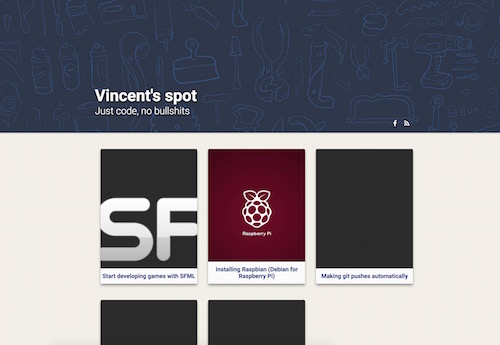 Vincent's spot
Just code, no bullshits
SF
Raspberry Pi
Start developing games with SFML
Installing Raspbian (Debian for
Raspberry Pi)
Making git pushes automatically